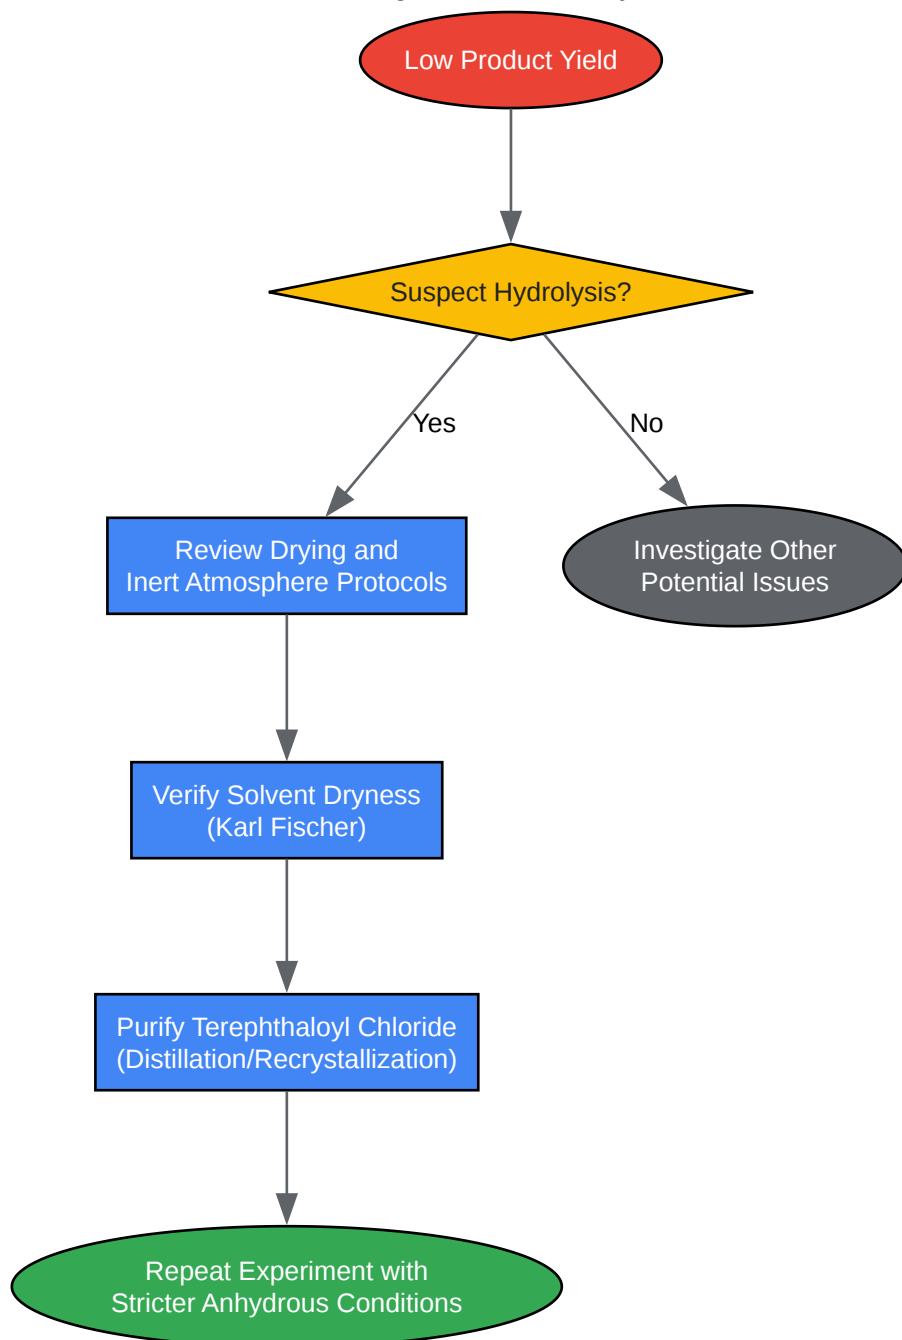 Low Product Yield
Suspect Hydrolysis?
Yes
No
Review Drying and
Inert Atmosphere Protocols
Investigate Other
Potential Issues
Verify Solvent Dryness
(Karl Fischer)
Purify Terephthaloyl Chloride
(Distillation/Recrystallization)
Repeat Experiment with
Stricter Anhydrous Conditions